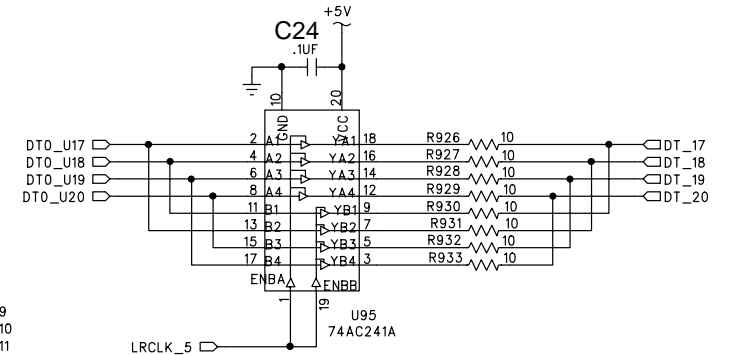 +5V
C24
.1UF
10
20
GND
VCC
DT0_U17
2
A1
YA1
18
R926
10
DT_17
DT0_U18
4
A2
YA2
16
R927
10
DT_18
DT0_U19
6
A3
YA3
14
R928
10
DT_19
DT0_U20
8
A4
YA4
12
R929
10
DT_20
11
B1
YB1
9
R930
10
13
B2
YB2
7
R931
10
15
B3
YB3
5
R932
10
17
B4
YB4
3
R933
10
ENBA
ENBB
1
19
U95
74AC241A
9
10
11
LRCLK_5